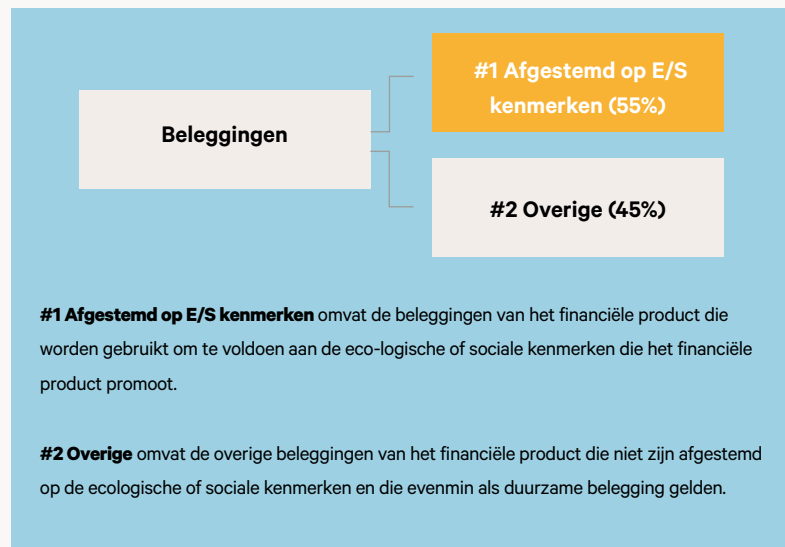 #1 Afgestemd op E/S
kenmerken (55%)
Beleggingen
#2 Overige (45%)
#1 Afgestemd op E/S kenmerken omvat de beleggingen van het financiële product die
worden gebruikt om te voldoen aan de eco-logische of sociale kenmerken die het financiële
product promoot.
#2 Overige omvat de overige beleggingen van het financiële product die niet zijn afgestemd
op de ecologische of sociale kenmerken en die evenmin als duurzame belegging gelden.